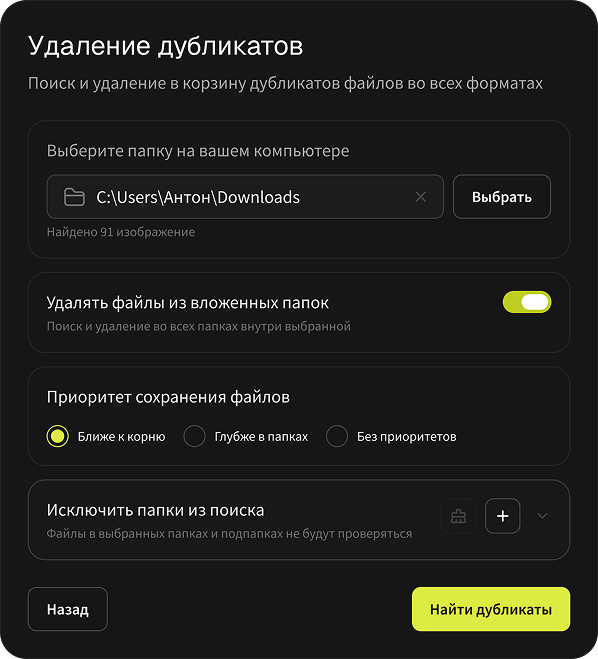 Удаление дубликатов
Поиск и удаление в корзину дубликатов файлов во всех форматах
Выберите папку на вашем компьютере
C:\Users\Антон\Downloads
Выбрать
Найдено 91 изображение
Удалять файлы из вложенных папок
Поиск и удаление во всех папках внутри выбранной
Приоритет сохранения файлов
Ближе к корню
Глубже в папках
Без приоритетов
Исключить папки из поиска
Файлы в выбранных папках и подпапках не будут проверяться
Назад
Найти дубликаты